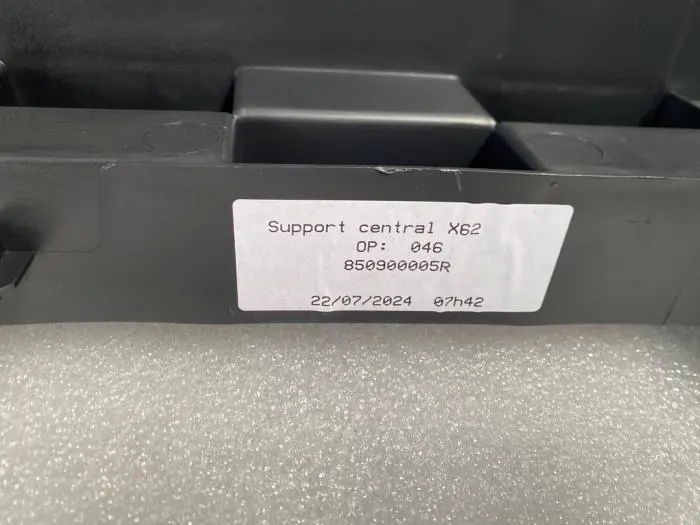 Support central X62
OP: 046
850900005R
22/07/2024 07h42